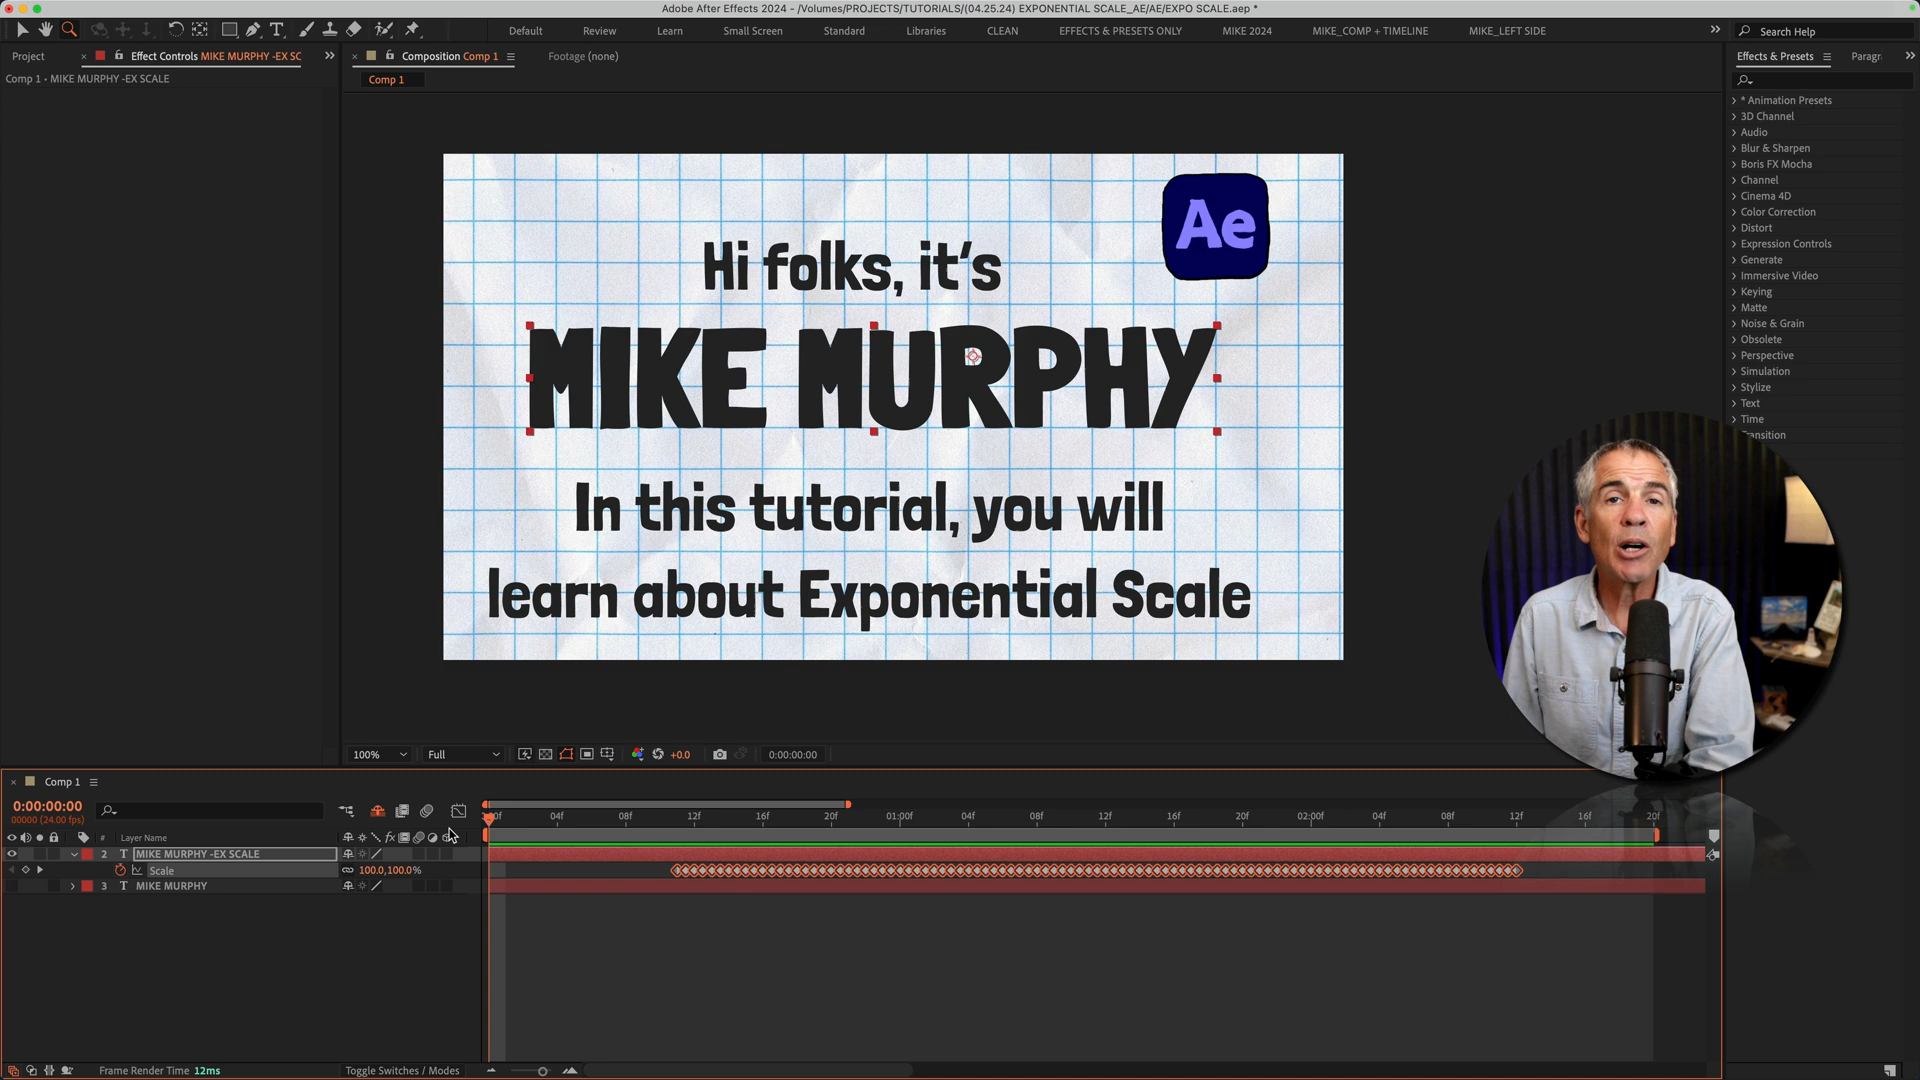 Adobe After Effects 2024 - /Volumes/PROJECTS/TUTORIALS/(04.25.24) EXPONENTIAL SCALE_AE/AE/EXPO SCALE.aep *
Default Review Learn Small Screen Standard Libraries CLEAN EFFECTS & PRESETS ONLY MIKE 2024 MIKE_COMP + TIMELINE MIKE_LEFT SIDE Search Help
Project Effect Controls MIKE MURPHY -EX SC
Composition Comp 1 Footage (none)
Effects & Presets Paragr
Comp 1 • MIKE MURPHY -EX SCALE
Comp 1
* Animation Presets
3D Channel
Audio
Blur & Sharpen
Boris FX Mocha
Channel
Cinema 4D
Color Correction
Distort
Expression Controls
Generate
Immersive Video
Keying
Matte
Noise & Grain
Obsolete
Perspective
Simulation
Stylize
Text
Time
Transition
Ae
Hi folks, it's
MIKE MURPHY
In this tutorial, you will
learn about Exponential Scale
100% Full +0.0 0:00:00:00
Comp 1
0:00:00:00
00000 (24.00 fps)
:00f 04f 08f 12f 16f 20f 01:00f 04f 08f 12f 16f 20f 02:00f 04f 08f 12f 16f 20f
# Layer Name
2 T MIKE MURPHY -EX SCALE
Scale 100.0,100.0%
3 T MIKE MURPHY
Frame Render Time 12ms Toggle Switches / Modes